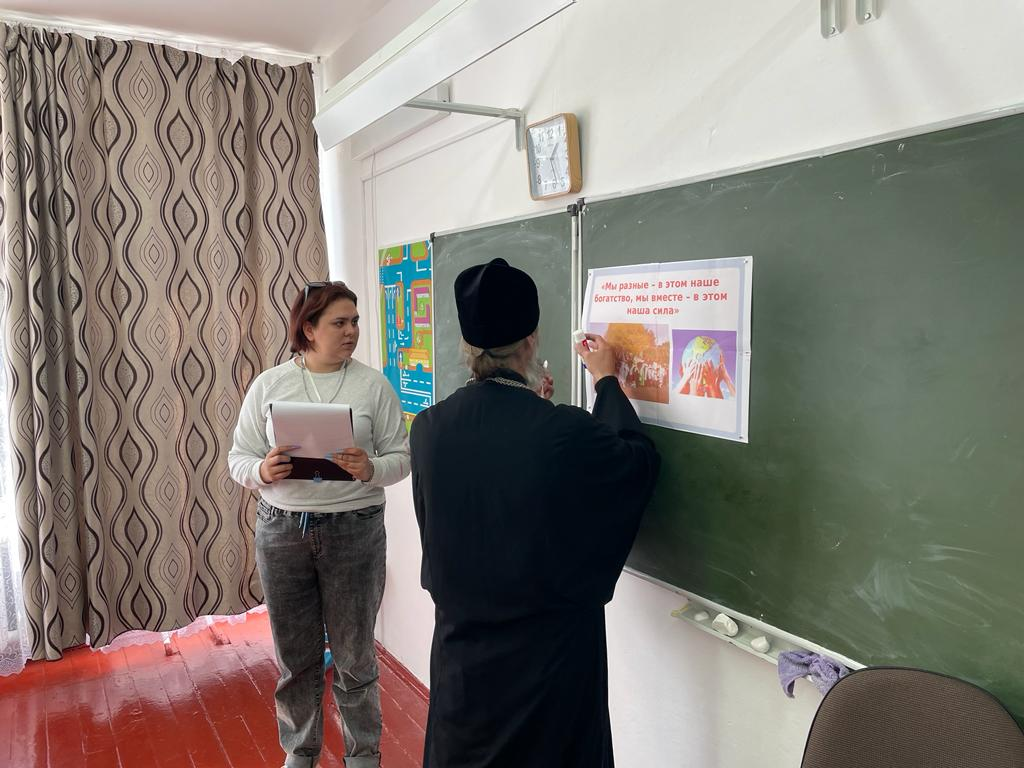 «Мы разные - в этом наше
богатство, мы вместе - в этом
наша сила»